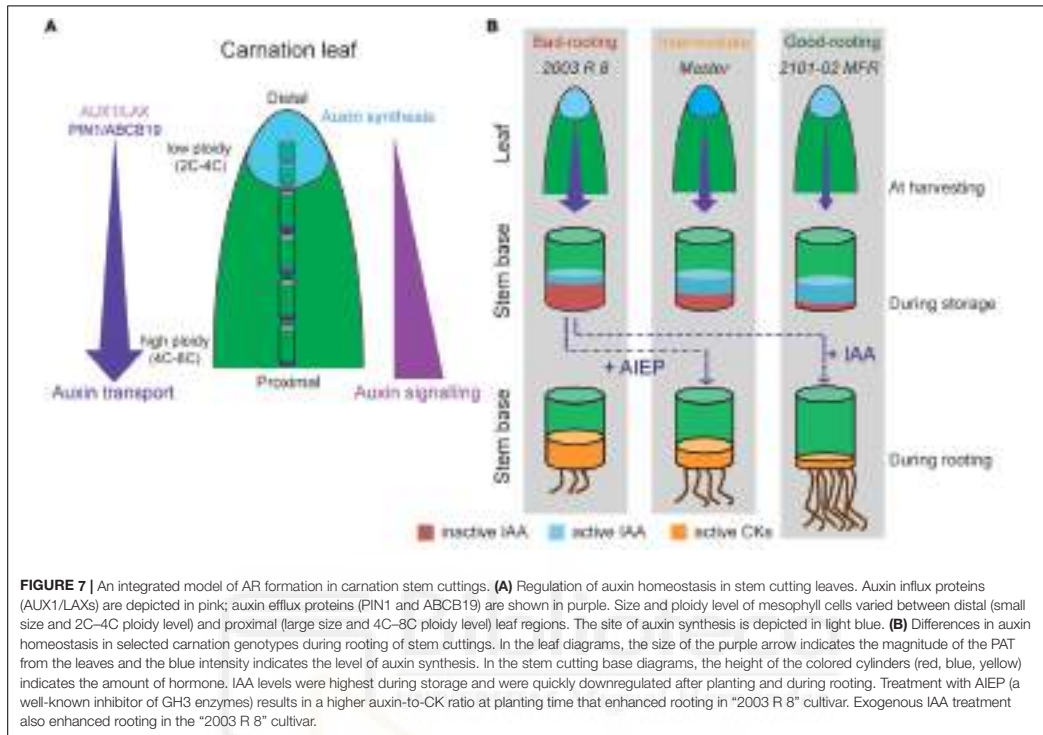 A
Carnation leaf
AUX1/LAX
PIN1/ABCB19
Distal
Auxin synthesis
low ploidy
(2C-4C)
high ploidy
(4C-8C)
Proximal
Auxin transport
Auxin signalling
B
Bad-rooting
Intermediate
Good-rooting
2003 R 8
Master
2101-02 MFR
Leaf
At harvesting
Stem base
During storage
+ AIEP
+ IAA
Stem base
During rooting
inactive IAA
active IAA
active CKs
FIGURE 7 | An integrated model of AR formation in carnation stem cuttings. (A) Regulation of auxin homeostasis in stem cutting leaves. Auxin influx proteins
(AUX1/LAXs) are depicted in pink; auxin efflux proteins (PIN1 and ABCB19) are shown in purple. Size and ploidy level of mesophyll cells varied between distal (small
size and 2C–4C ploidy level) and proximal (large size and 4C–8C ploidy level) leaf regions. The site of auxin synthesis is depicted in light blue. (B) Differences in auxin
homeostasis in selected carnation genotypes during rooting of stem cuttings. In the leaf diagrams, the size of the purple arrow indicates the magnitude of the PAT
from the leaves and the blue intensity indicates the level of auxin synthesis. In the stem cutting base diagrams, the height of the colored cylinders (red, blue, yellow)
indicates the amount of hormone. IAA levels were highest during storage and were quickly downregulated after planting and during rooting. Treatment with AIEP (a
well-known inhibitor of GH3 enzymes) results in a higher auxin-to-CK ratio at planting time that enhanced rooting in "2003 R 8" cultivar. Exogenous IAA treatment
also enhanced rooting in the "2003 R 8" cultivar.